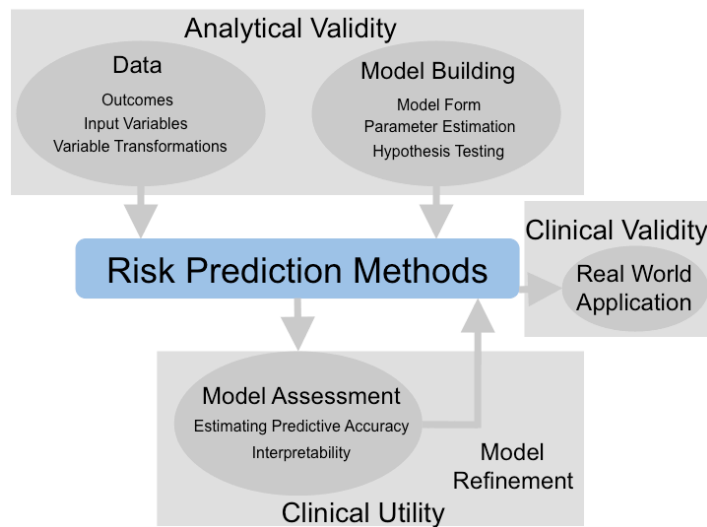 Analytical Validity
Data
Outcomes
Input Variables
Variable Transformations
Model Building
Model Form
Parameter Estimation
Hypothesis Testing
Risk Prediction Methods
Clinical Validity
Real World
Application
Model Assessment
Estimating Predictive Accuracy
Interpretability
Model
Refinement
Clinical Utility